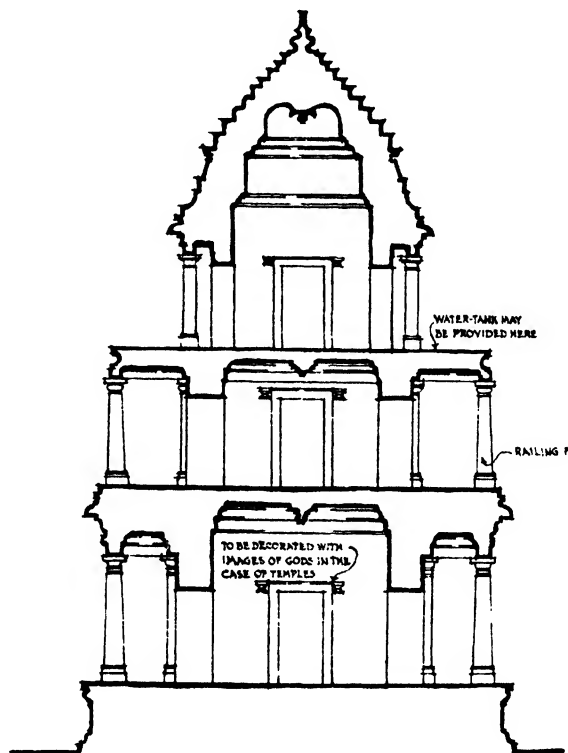 WATER-TANK MAY
BE PROVIDED HERE
RAILING
TO BE DECORATED WITH
IMAGES OF GODS IN THE
CASE OF TEMPLES